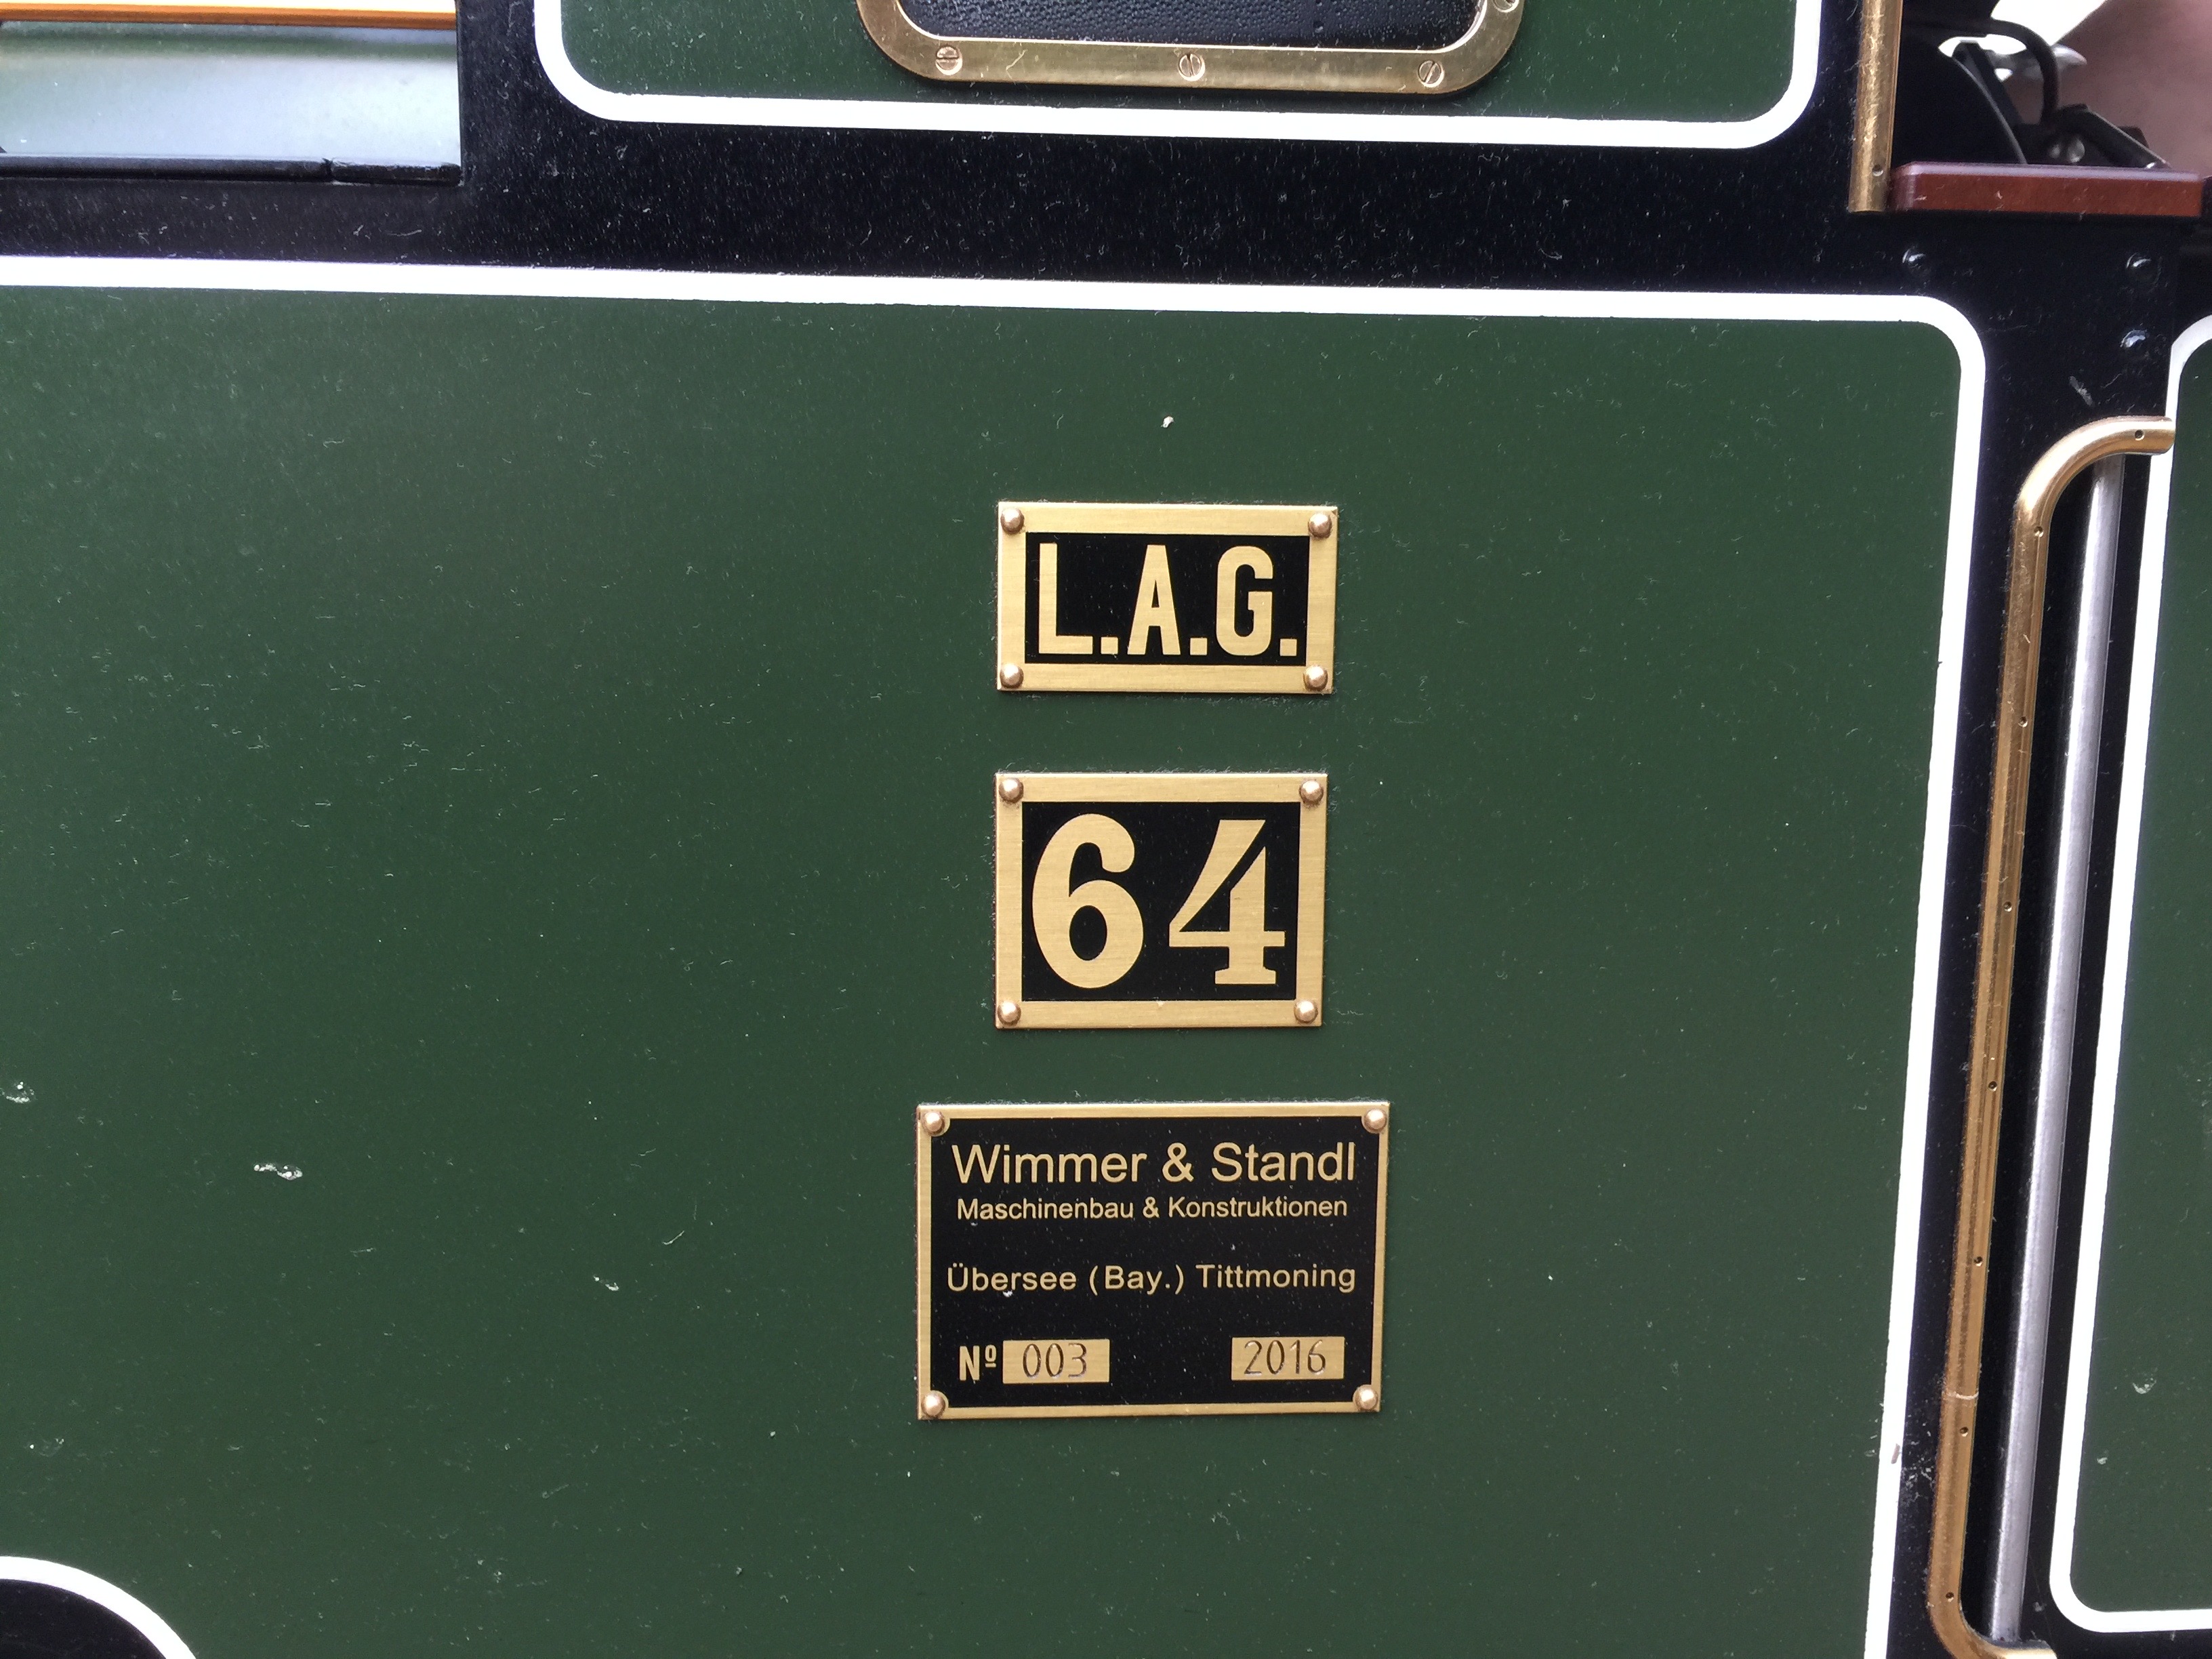 L.A.G.
64
Wimmer & Standl
Maschinenbau & Konstruktionen
Übersee (Bay.) Tittmoning
Nº 003 2016